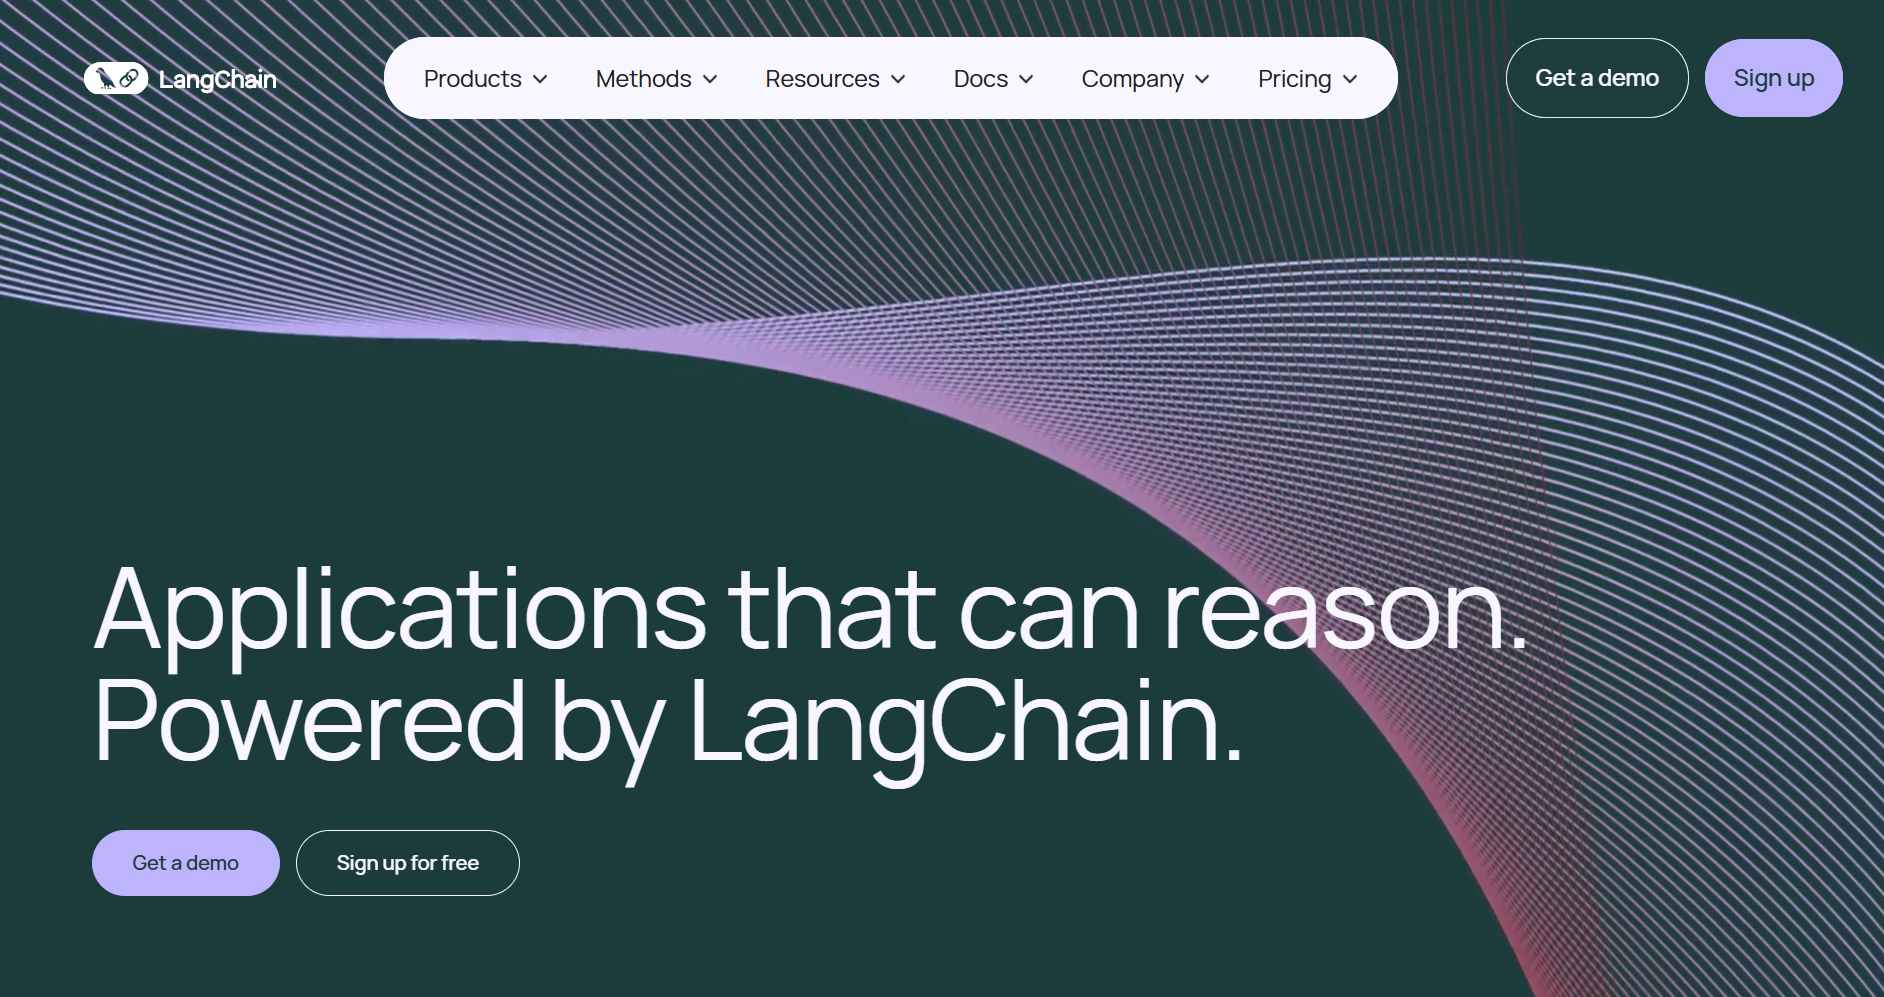 LangChain
Products
Methods
Resources
Docs
Company
Pricing
Get a demo
Sign up
Applications that can reason.
Powered by LangChain.
Get a demo
Sign up for free